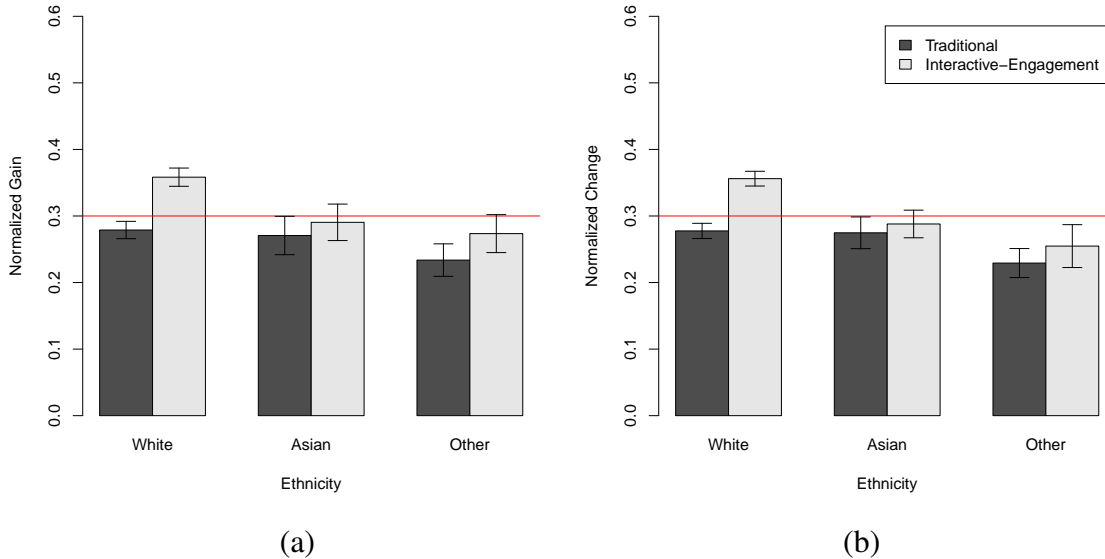 Normalized Gain
0.0
0.1
0.2
0.3
0.4
0.5
0.6
White
Asian
Other
Ethnicity
(a)
Normalized Change
0.0
0.1
0.2
0.3
0.4
0.5
0.6
Traditional
Interactive−Engagement
White
Asian
Other
Ethnicity
(b)